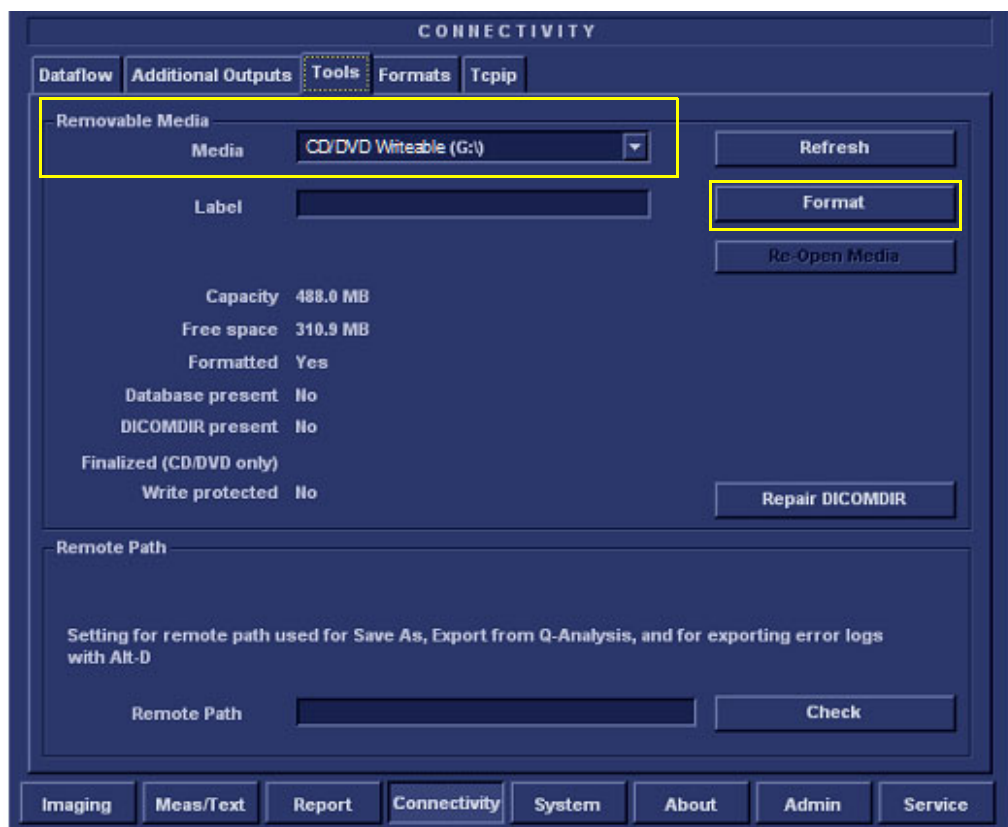 CONNECTIVITY
Dataflow Additional Outputs Tools Formats Tcpip
Removable Media
Media CD/DVD Writeable (G:\) Refresh
Label Format
Re-Open Media
Capacity 488.0 MB
Free space 310.9 MB
Formatted Yes
Database present No
DICOMDIR present No
Finalized (CD/DVD only)
Write protected No Repair DICOMDIR
Remote Path
Setting for remote path used for Save As, Export from Q-Analysis, and for exporting error logs
with Alt-D
Remote Path Check
Imaging Meas/Text Report Connectivity System About Admin Service